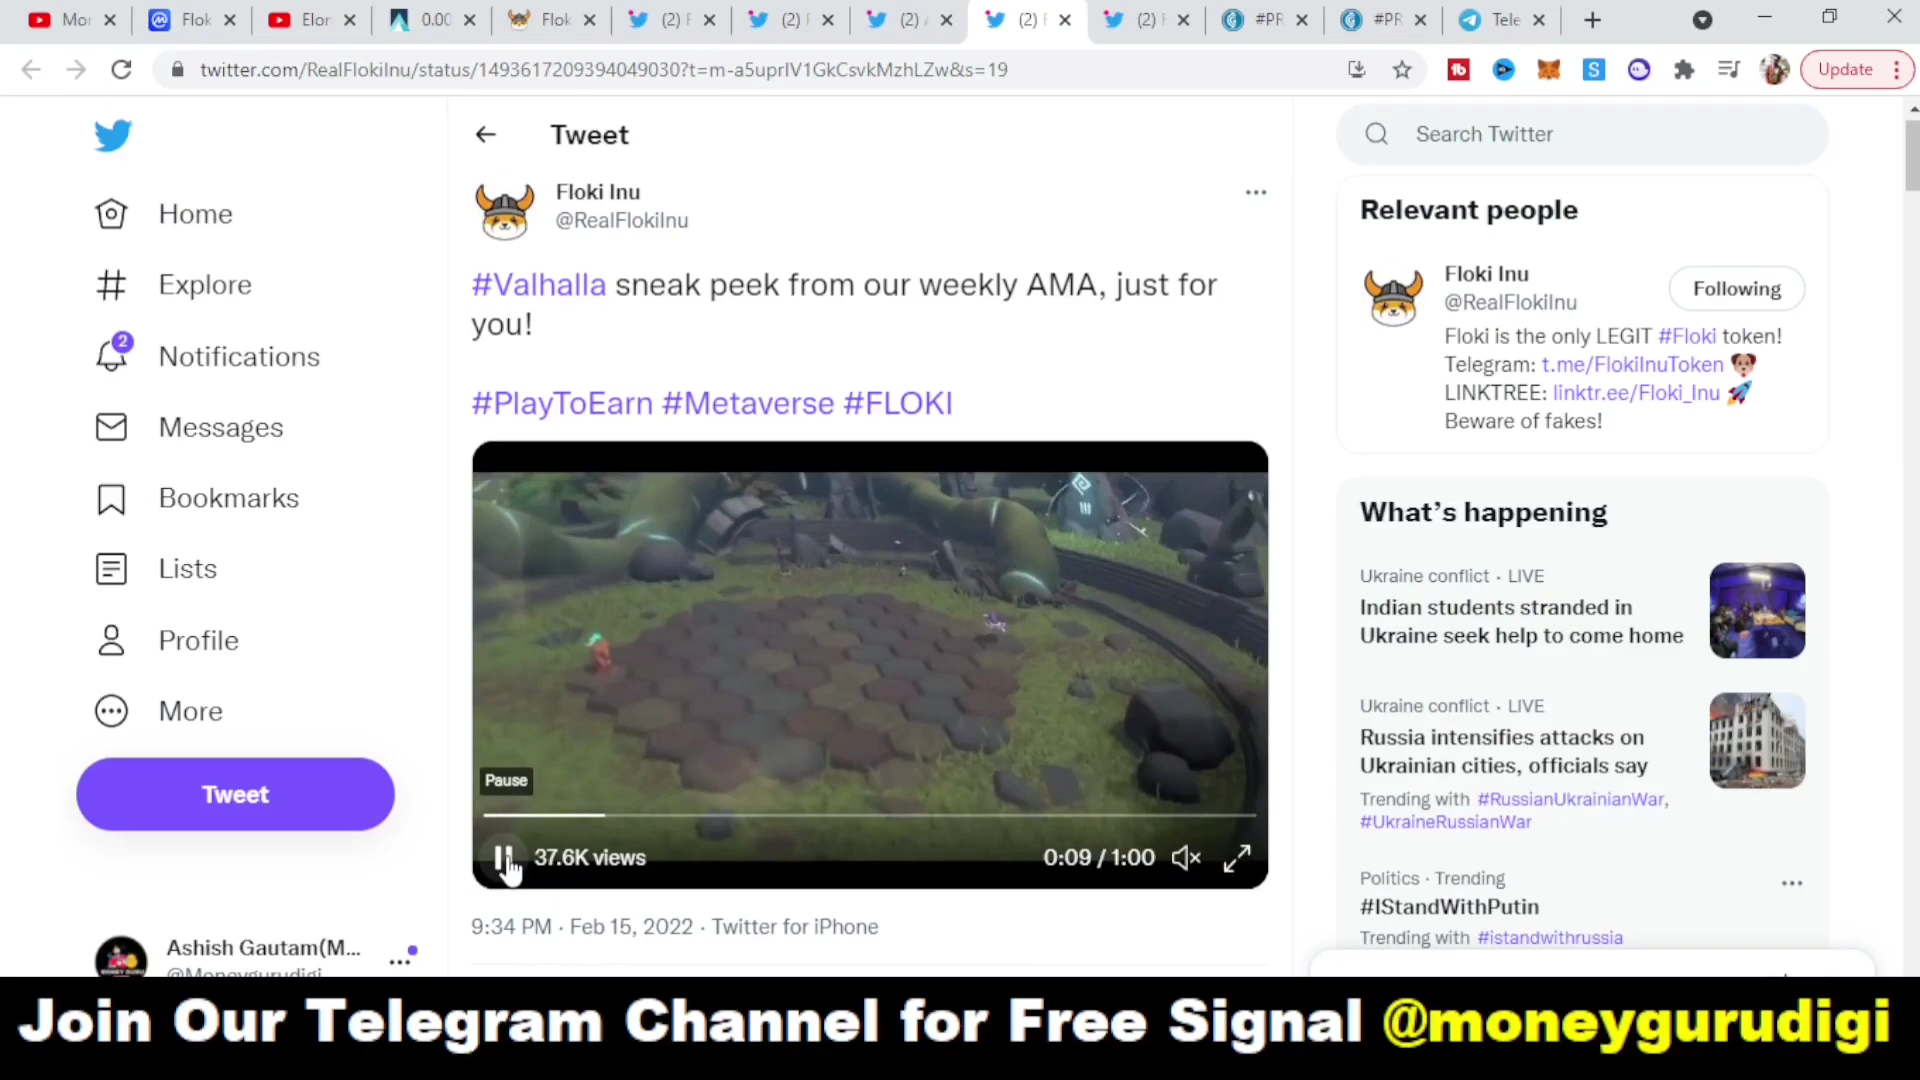 Mor
Flok
Elor
0.00
Flok
(2) F
(2) F
(2) /
(2) F
(2) F
#PR
#PR
Tele
twitter.com/RealFlokiInu/status/1493617209394049030?t=m-a5uprIV1GkCsvkMzhLZw&s=19
Update
Home
Explore
2
Notifications
Messages
Bookmarks
Lists
Profile
More
Tweet
Ashish Gautam(M...
@Moneygurudigi
Tweet
Floki Inu
@RealFlokiInu
#Valhalla sneak peek from our weekly AMA, just for
you!
#PlayToEarn #Metaverse #FLOKI
Pause
37.6K views
0:09 / 1:00
9:34 PM · Feb 15, 2022 · Twitter for iPhone
Search Twitter
Relevant people
Floki Inu
@RealFlokiInu
Following
Floki is the only LEGIT #Floki token!
Telegram: t.me/FlokiInuToken 🐶
LINKTREE: linktr.ee/Floki_Inu 🚀
Beware of fakes!
What's happening
Ukraine conflict · LIVE
Indian students stranded in
Ukraine seek help to come home
Ukraine conflict · LIVE
Russia intensifies attacks on
Ukrainian cities, officials say
Trending with #RussianUkrainianWar,
#UkraineRussianWar
Politics · Trending
#IStandWithPutin
Trending with #istandwithrussia
Join Our Telegram Channel for Free Signal @moneygurudigi